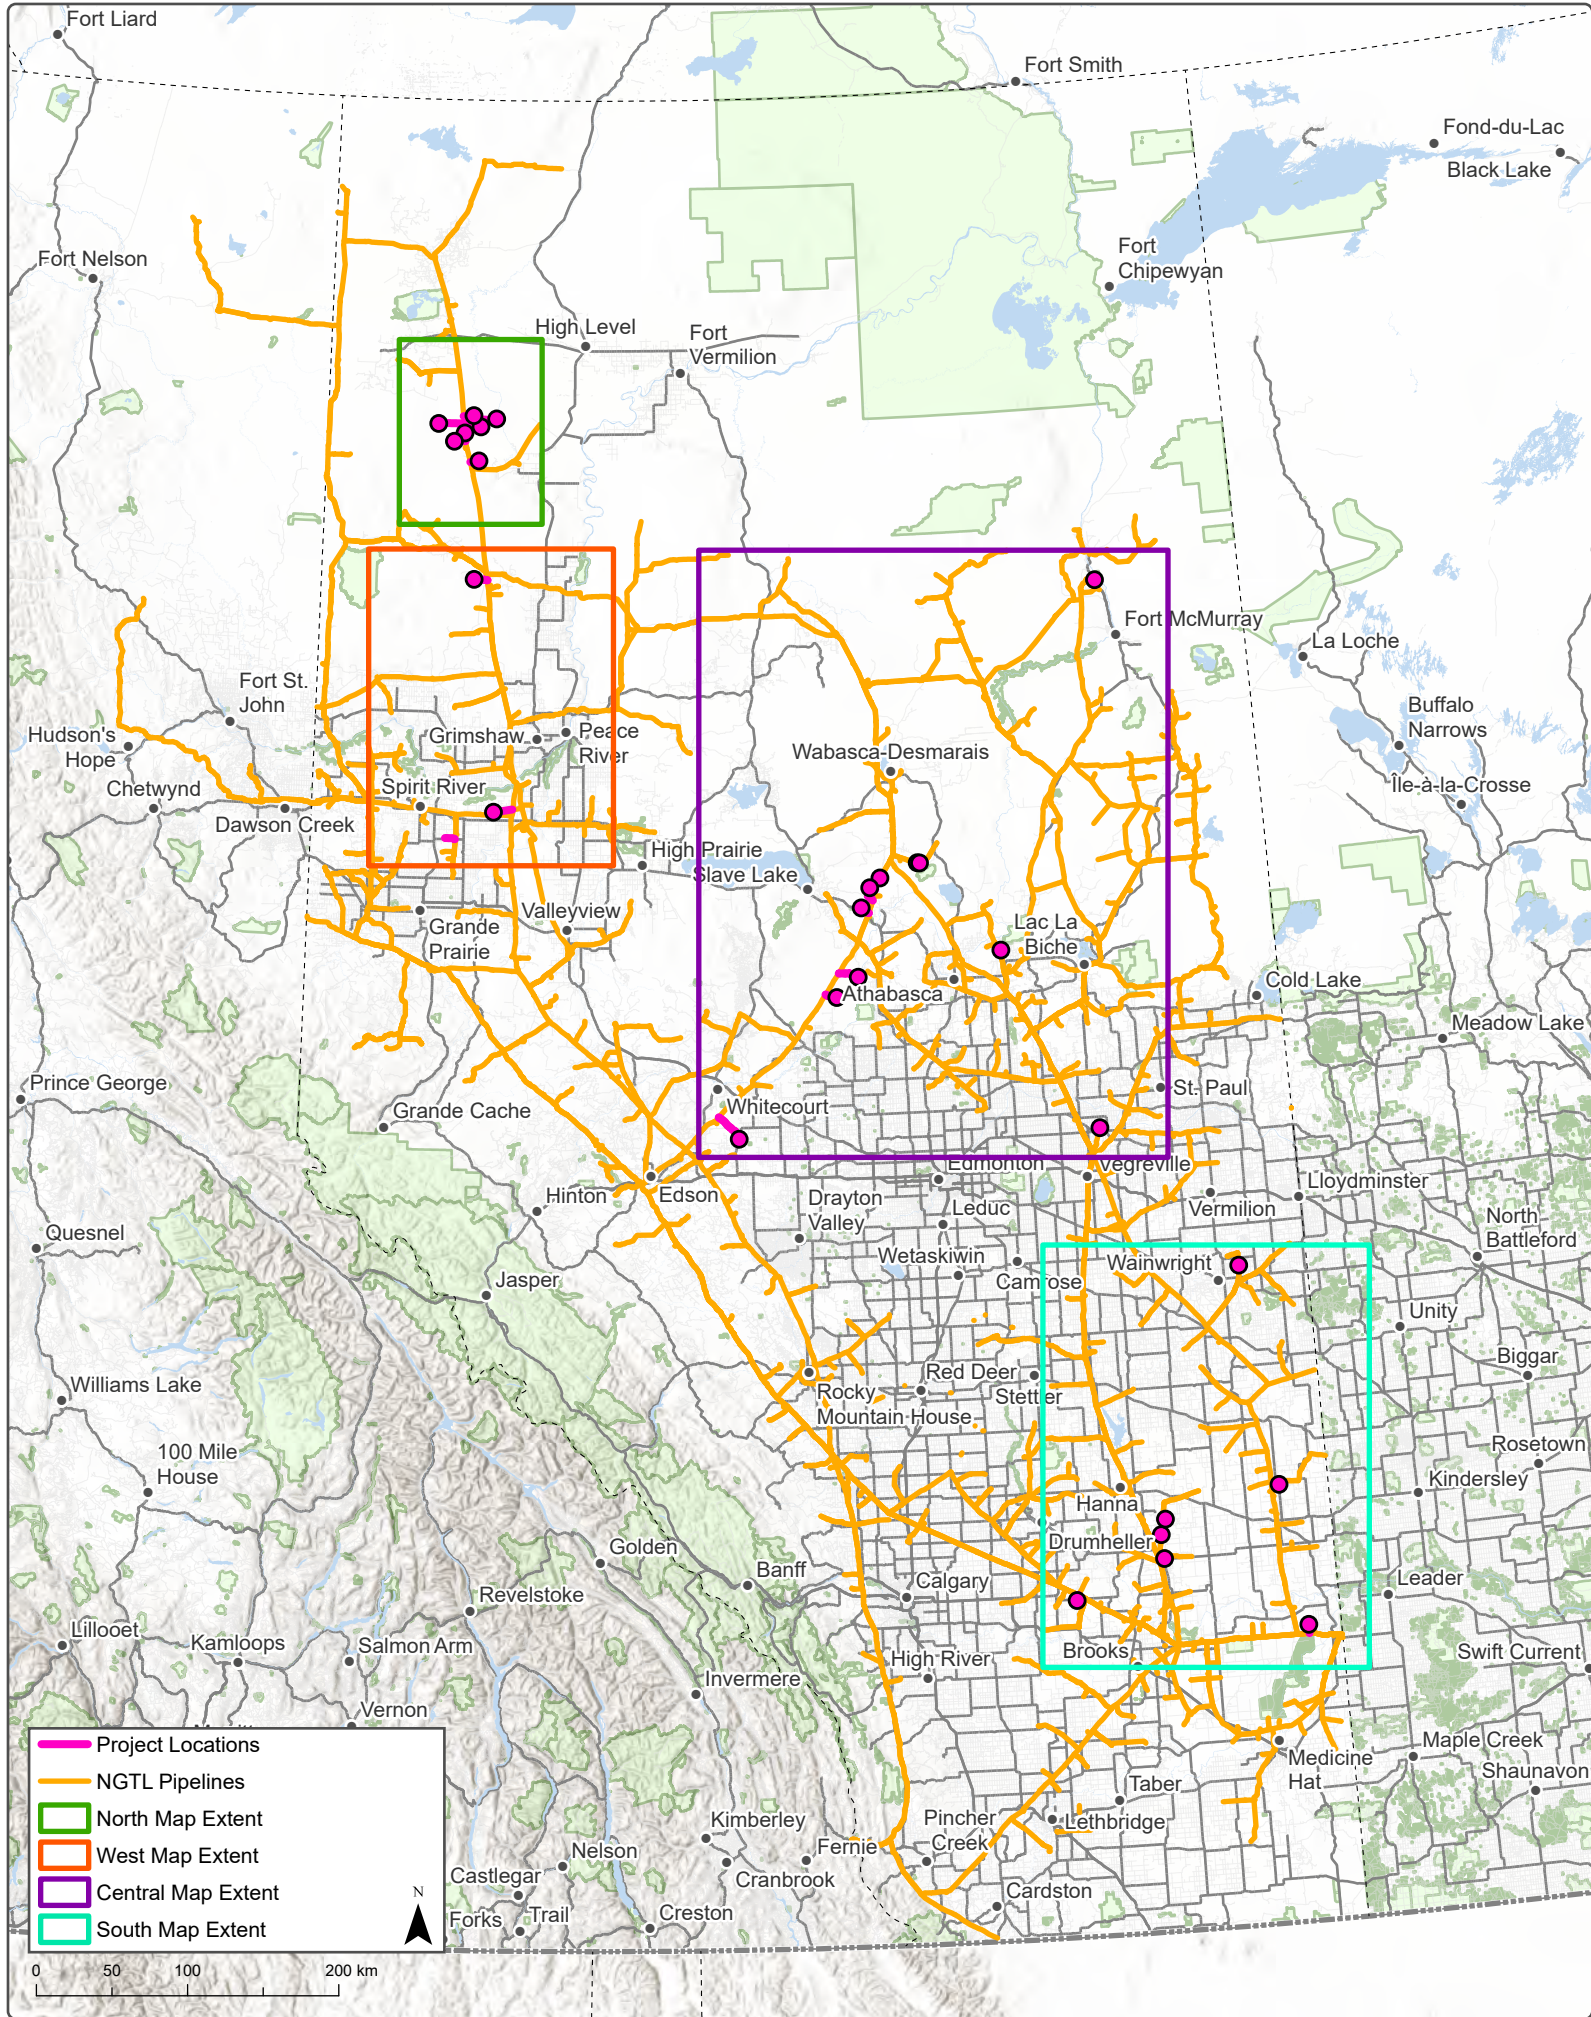 Fort Liard
Fort Smith
Fond-du-Lac
Black Lake
Fort
Chipewyan
Fort Nelson
High Level
Fort
Vermilion
Fort McMurray
La Loche
Fort St.
John
Buffalo
Narrows
Hudson's
Hope
Grimshaw
Peace
River
Wabasca-Desmarais
Chetwynd
Spirit River
Île-à-la-Crosse
Dawson Creek
High Prairie
Slave Lake
Valleyview
Grande
Prairie
Lac La
Biche
Athabasca
Cold Lake
Meadow Lake
Prince George
Grande Cache
Whitecourt
St. Paul
Edmonton
Vegreville
Hinton
Edson
Drayton
Valley
Leduc
Vermilion
Lloydminster
North
Battleford
Quesnel
Wetaskiwin
Camrose
Wainwright
Jasper
Unity
Biggar
Williams Lake
Rocky
Mountain House
Red Deer
Stettler
100 Mile
House
Rosetown
Kindersley
Hanna
Drumheller
Golden
Banff
Calgary
Leader
Revelstoke
Lillooet
Kamloops
Salmon Arm
High River
Brooks
Swift Current
Invermere
Vernon
Medicine
Hat
Maple Creek
Shaunavon
Taber
Lethbridge
Pincher
Creek
Kimberley
Fernie
Cranbrook
Nelson
Castlegar
Cardston
Forks
Trail
Creston
Project Locations
NGTL Pipelines
North Map Extent
West Map Extent
Central Map Extent
South Map Extent
N
0 50 100 200 km